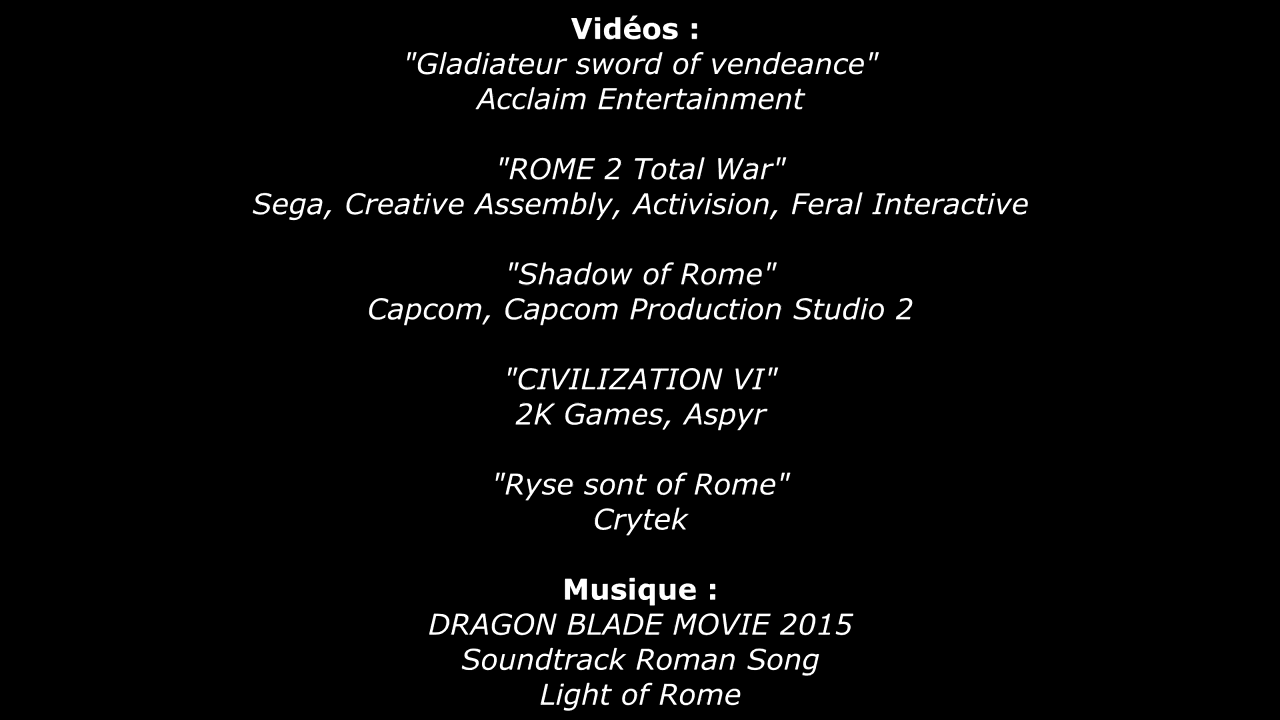 Vidéos :
"Gladiateur sword of vendeance"
Acclaim Entertainment
"ROME 2 Total War"
Sega, Creative Assembly, Activision, Feral Interactive
"Shadow of Rome"
Capcom, Capcom Production Studio 2
"CIVILIZATION VI"
2K Games, Aspyr
"Ryse sont of Rome"
Crytek
Musique :
DRAGON BLADE MOVIE 2015
Soundtrack Roman Song
Light of Rome